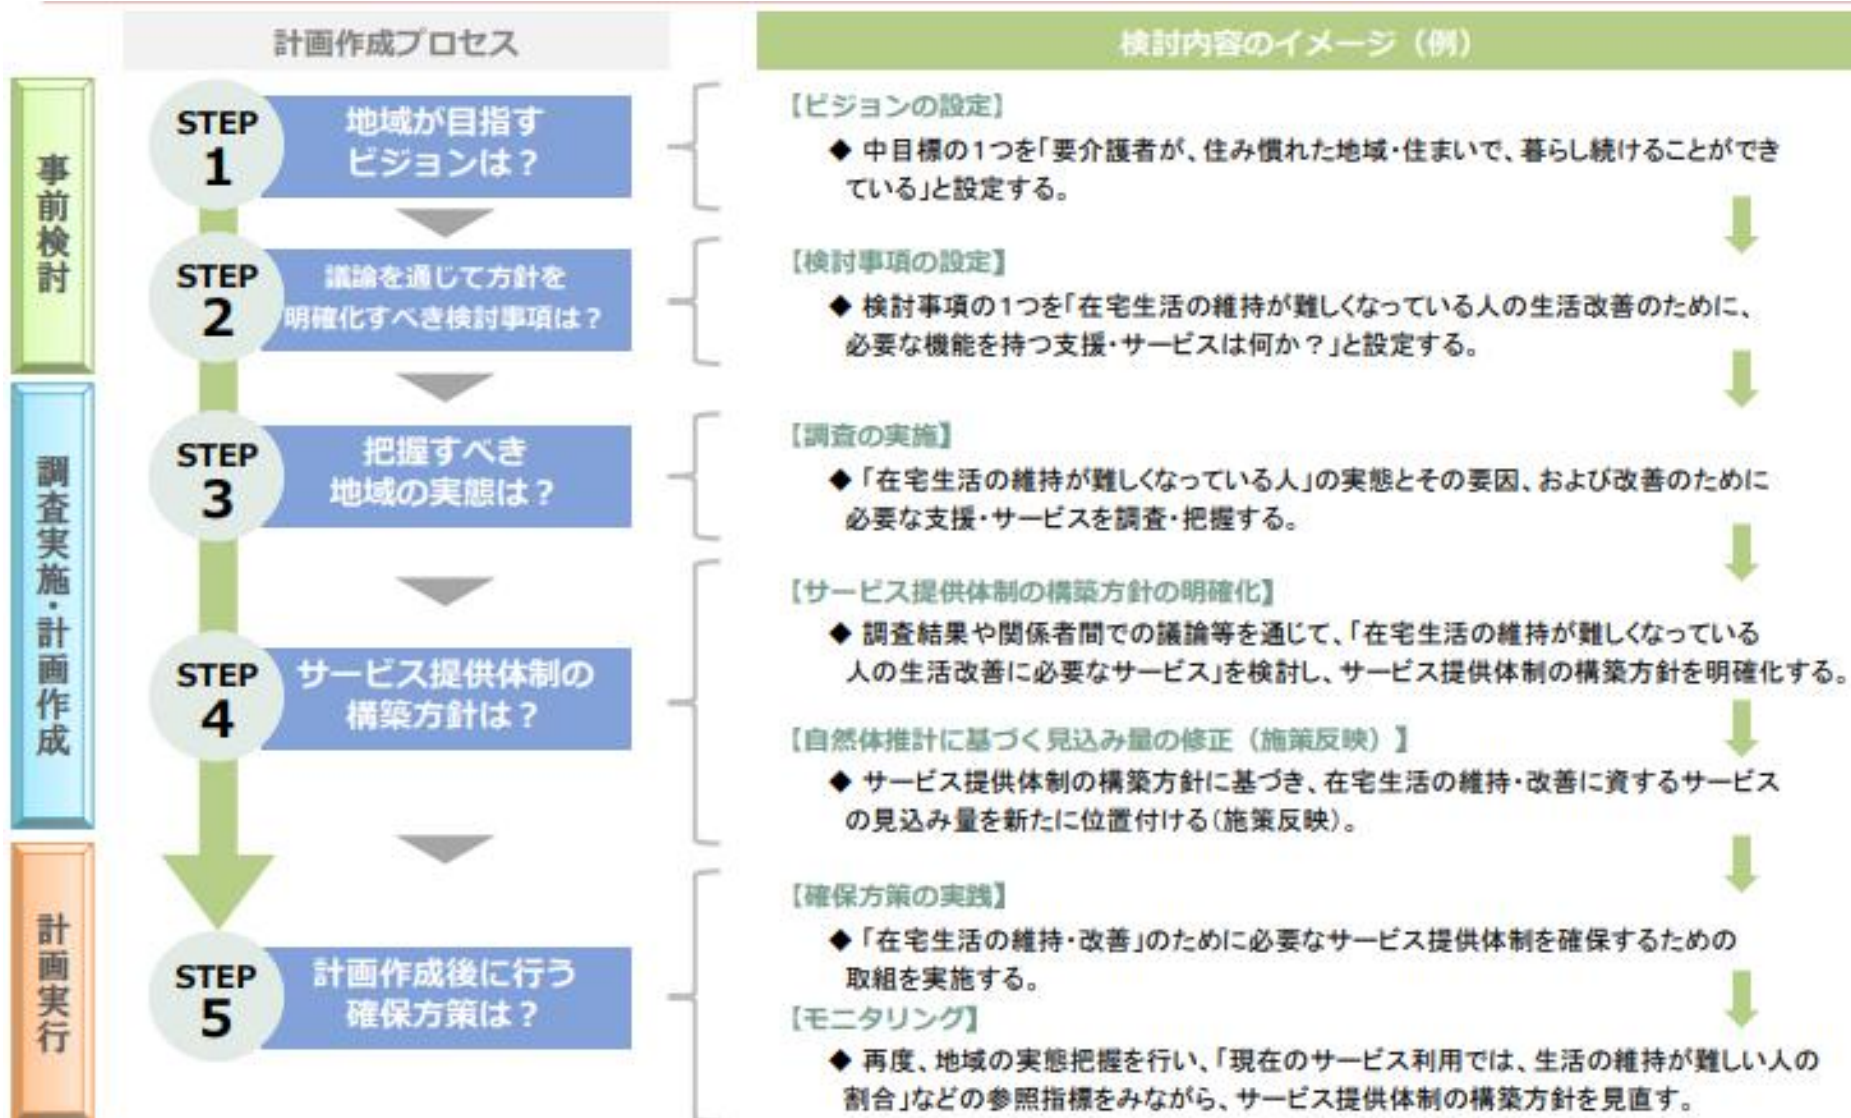 計画作成プロセス
検討内容のイメージ（例）
事前検討
STEP
1
地域が目指す
ビジョンは？
【ビジョンの設定】
◆ 中目標の1つを「要介護者が、住み慣れた地域・住まいで、暮らし続けることができ
ている」と設定する。
STEP
2
議論を通じて方針を
明確化すべき検討事項は？
【検討事項の設定】
◆ 検討事項の1つを「在宅生活の維持が難しくなっている人の生活改善のために、
必要な機能を持つ支援・サービスは何か？」と設定する。
調査実施・計画作成
STEP
3
把握すべき
地域の実態は？
【調査の実施】
◆「在宅生活の維持が難しくなっている人」の実態とその要因、および改善のために
必要な支援・サービスを調査・把握する。
STEP
4
サービス提供体制の
構築方針は？
【サービス提供体制の構築方針の明確化】
◆ 調査結果や関係者間での議論等を通じて、「在宅生活の維持が難しくなっている
人の生活改善に必要なサービス」を検討し、サービス提供体制の構築方針を明確化する。
【自然体推計に基づく見込み量の修正（施策反映）】
◆ サービス提供体制の構築方針に基づき、在宅生活の維持・改善に資するサービス
の見込み量を新たに位置付ける（施策反映）。
計画実行
STEP
5
計画作成後に行う
確保方策は？
【確保方策の実践】
◆「在宅生活の維持・改善」のために必要なサービス提供体制を確保するための
取組を実施する。
【モニタリング】
◆ 再度、地域の実態把握を行い、「現在のサービス利用では、生活の維持が難しい人の
割合」などの参照指標をみながら、サービス提供体制の構築方針を見直す。